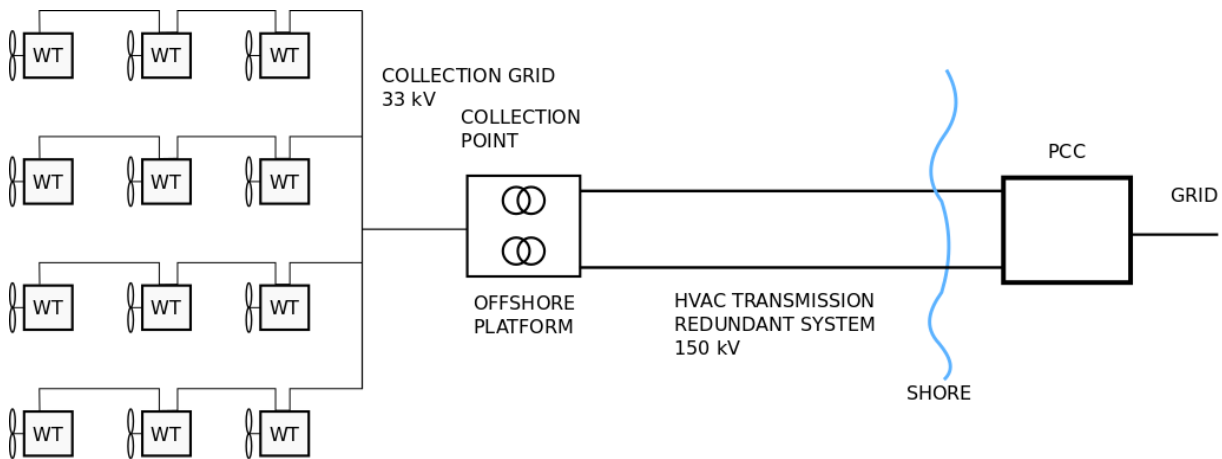 WT WT WT
COLLECTION GRID
33 kV
COLLECTION
POINT
WT WT WT
PCC
GRID
WT WT WT
OFFSHORE
PLATFORM
HVAC TRANSMISSION
REDUNDANT SYSTEM
150 kV
SHORE
WT WT WT